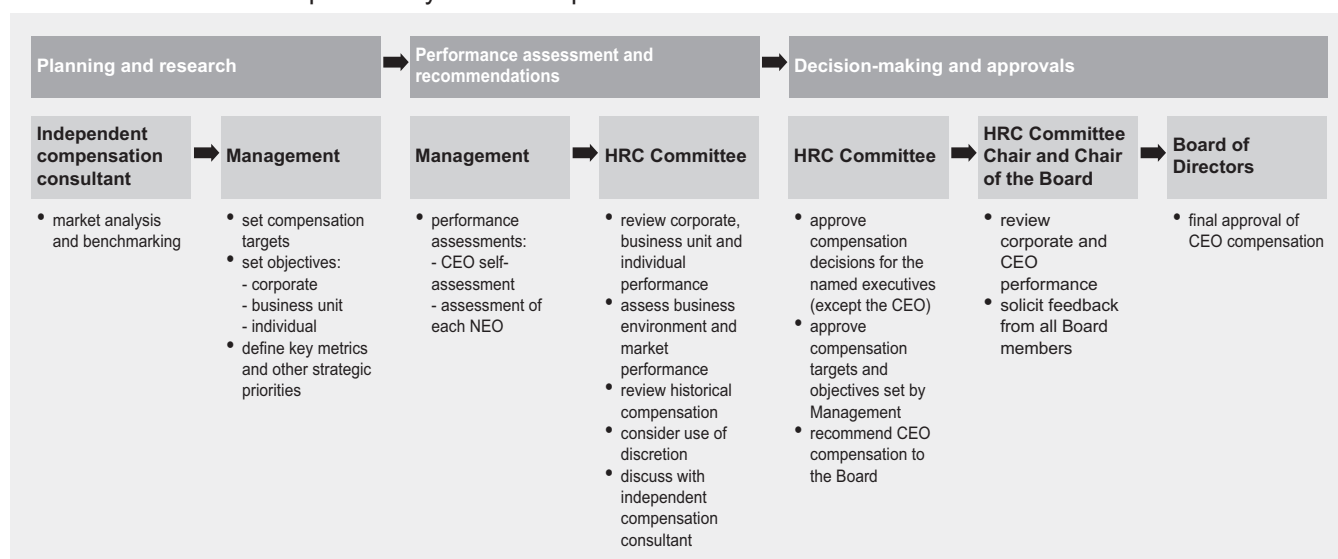 Planning and research
Performance assessment and
recommendations
Decision-making and approvals
Independent
compensation
consultant
• market analysis
and benchmarking
Management
• set compensation
targets
• set objectives:
- corporate
- business unit
- individual
• define key metrics
and other strategic
priorities
Management
• performance
assessments:
- CEO self-
assessment
- assessment of
each NEO
HRC Committee
• review corporate,
business unit and
individual
performance
• assess business
environment and
market
performance
• review historical
compensation
• consider use of
discretion
• discuss with
independent
compensation
consultant
HRC Committee
• approve
compensation
decisions for the
named executives
(except the CEO)
• approve
compensation
targets and
objectives set by
Management
• recommend CEO
compensation to
the Board
HRC Committee
Chair and Chair
of the Board
• review
corporate and
CEO
performance
• solicit feedback
from all Board
members
Board of
Directors
• final approval of
CEO compensation